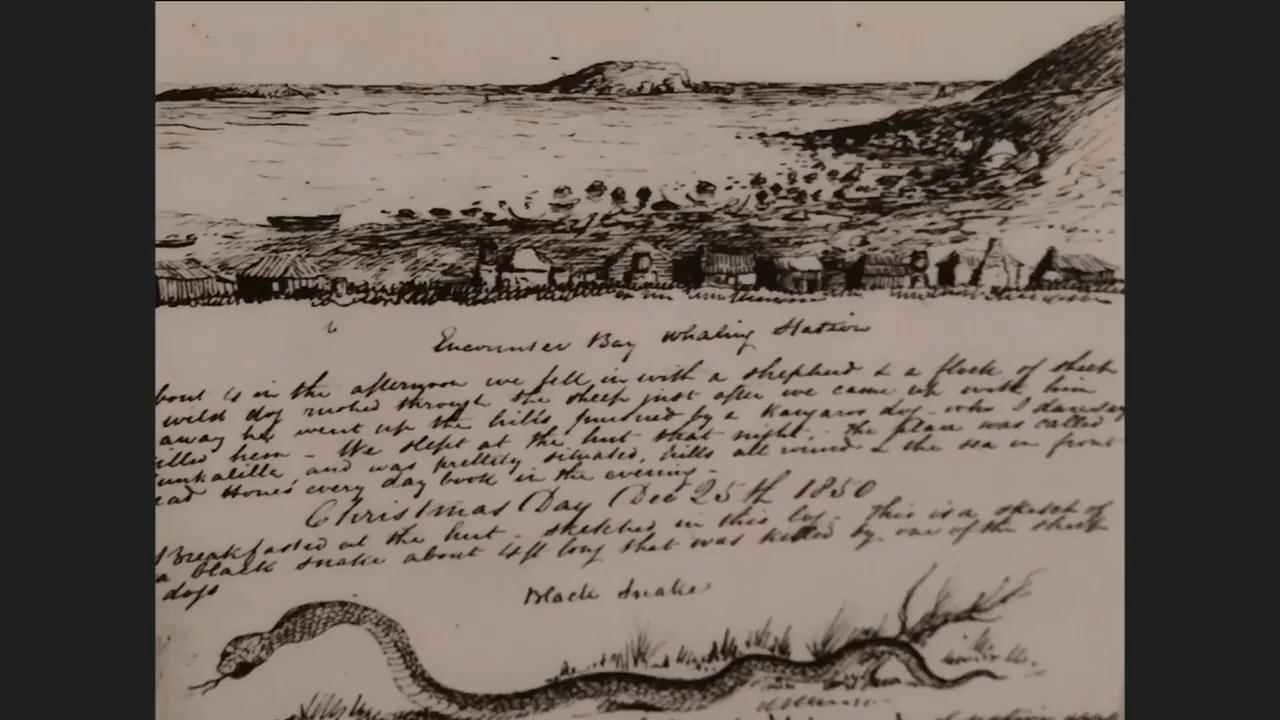 Encounter Bay Whaling Station
bout 4 in the afternoon we fell in with a shepherd & a flock of sheep
wild dog rushed through the sheep just after we came up with him
away he went up the hills pursued by a Kangaroo dog - who I daresay
illed him - We slept at the hut that night. the place was called
unkalilla, and was prettily situated, hills all round & the sea in front
ead Hone's every day book in the evening -
Christmas Day Dec 25th 1850
Breakfasted at the hut - sketched in this log - This is a sketch of
a black snake about 4ft long that was killed by one of the sheep
dogs
Black Snake